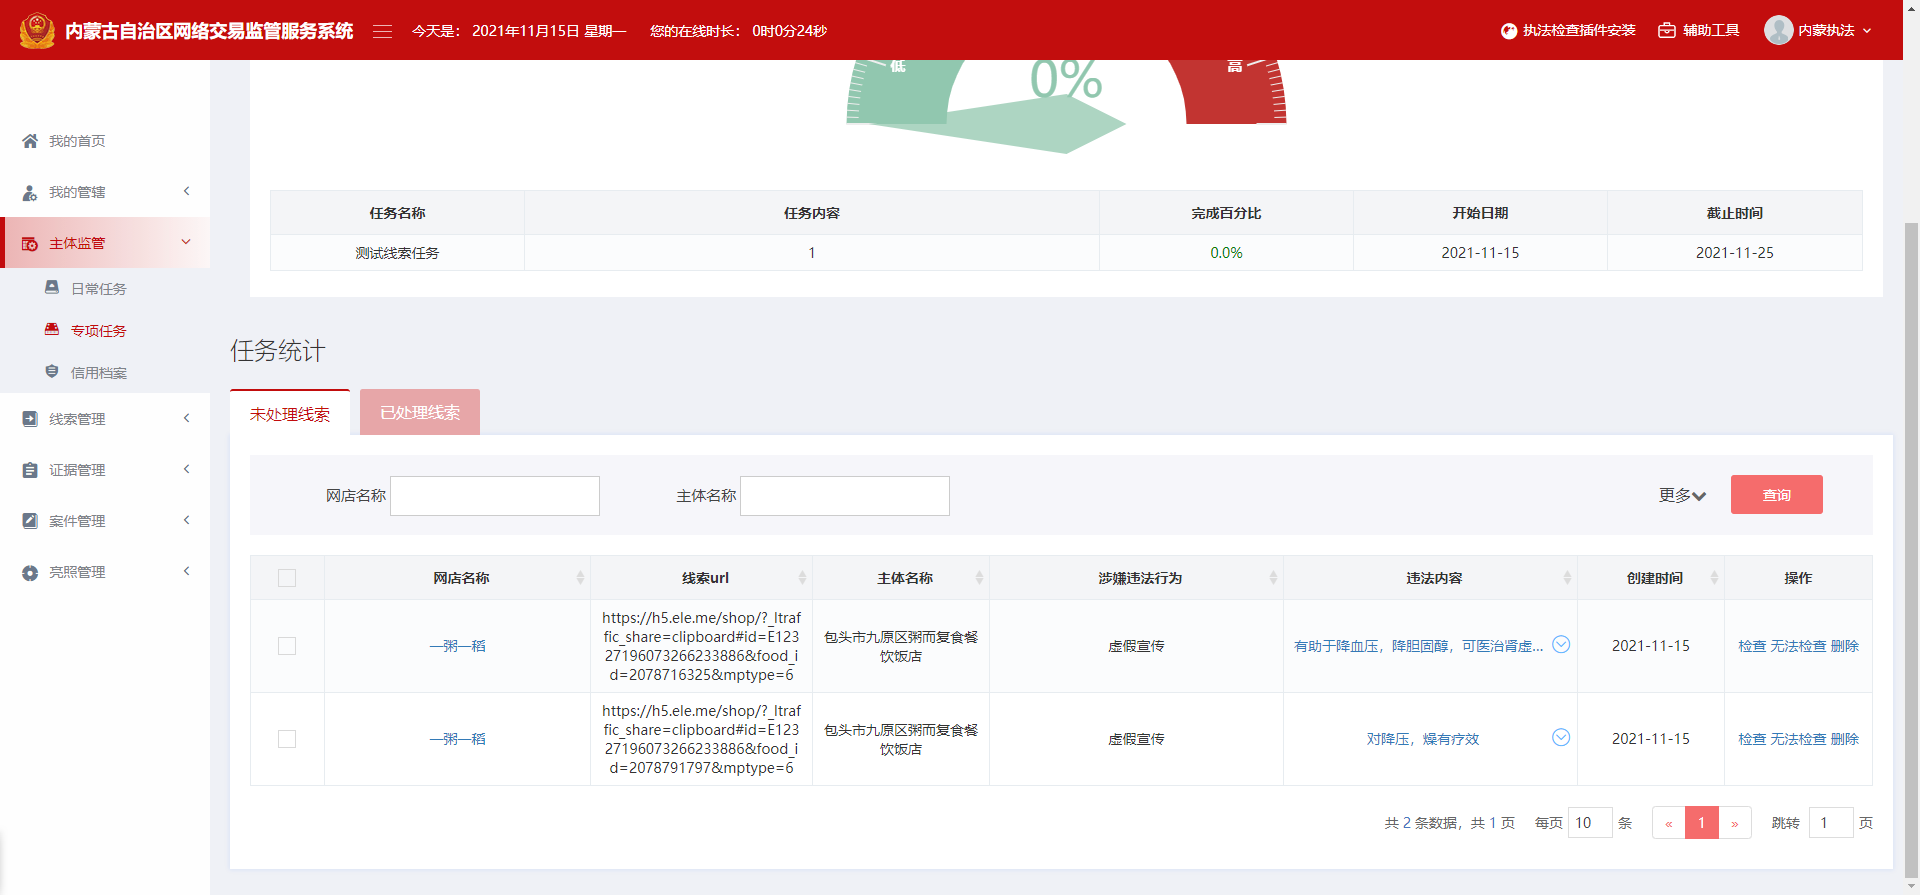 内蒙古自治区网络交易监管服务系统
今天是： 2021年11月15日 星期一 您的在线时长： 0时0分24秒
执法检查插件安装 辅助工具 内蒙执法
我的首页
我的管辖
主体监管
日常任务
专项任务
信用档案
线索管理
证据管理
案件管理
亮照管理
低 0% 高
任务名称 任务内容 完成百分比 开始日期 截止时间
测试线索任务 1 0.0% 2021-11-15 2021-11-25
任务统计
未处理线索 已处理线索
网店名称 主体名称 更多 查询
网店名称 线索url 主体名称 涉嫌违法行为 违法内容 创建时间 操作
一粥一稻
https://h5.ele.me/shop/?_ltraf
fic_share=clipboard#id=E123
27196073266233886&food_i
d=2078716325&mptype=6
包头市九原区粥而复食餐
饮饭店
虚假宣传
有助于降血压，降胆固醇，可医治肾虚...
2021-11-15
检查 无法检查 删除
一粥一稻
https://h5.ele.me/shop/?_ltraf
fic_share=clipboard#id=E123
27196073266233886&food_i
d=2078791797&mptype=6
包头市九原区粥而复食餐
饮饭店
虚假宣传
对降压，燥有疗效
2021-11-15
检查 无法检查 删除
共 2 条数据，共 1 页 每页 10 条 « 1 » 跳转 1 页